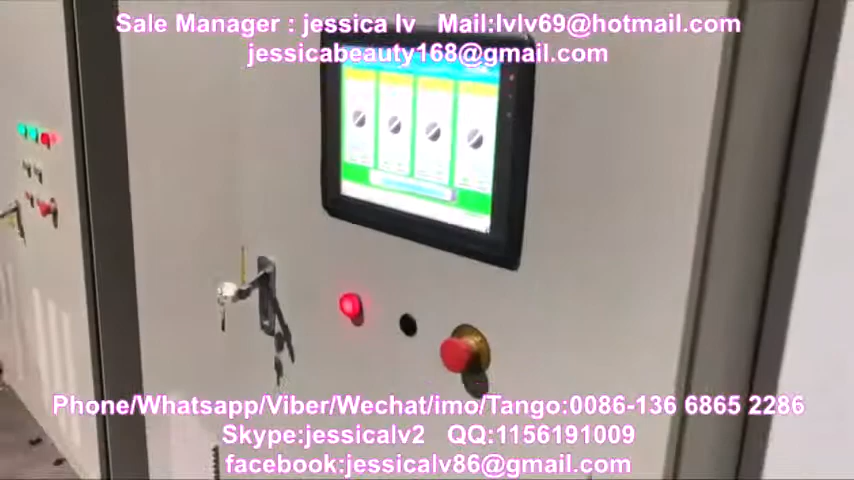 Sale Manager : jessica lv Mail:lvlv69@hotmail.com
jessicabeauty168@gmail.com
Phone/Whatsapp/Viber/Wechat/imo/Tango:0086-136 6865 2286
Skype:jessicalv2 QQ:1156191009
facebook:jessicalv86@gmail.com